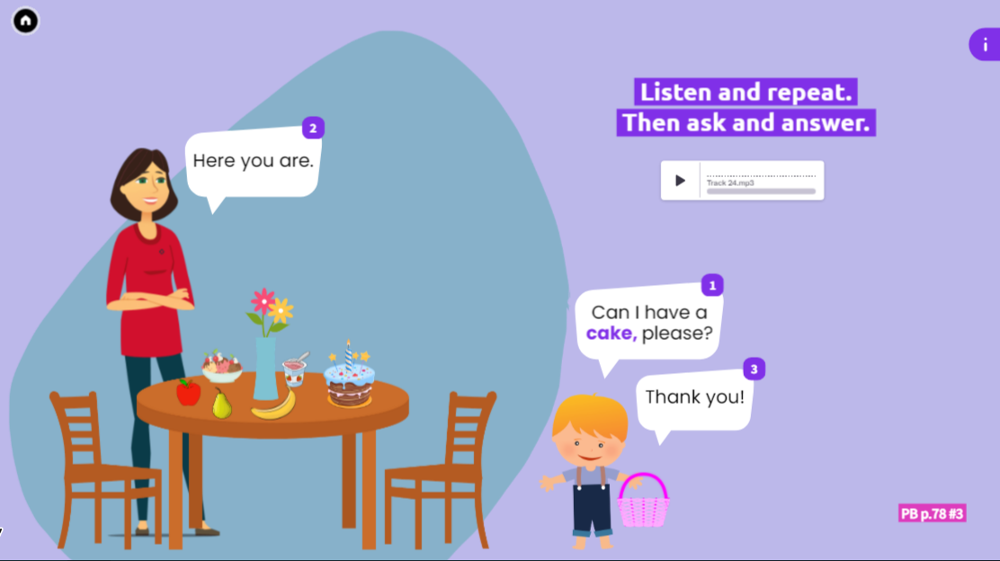 i
Listen and repeat.
Then ask and answer.
Track 24.mp3
2
Here you are.
1
Can I have a
cake, please?
3
Thank you!
PB p.78 #3